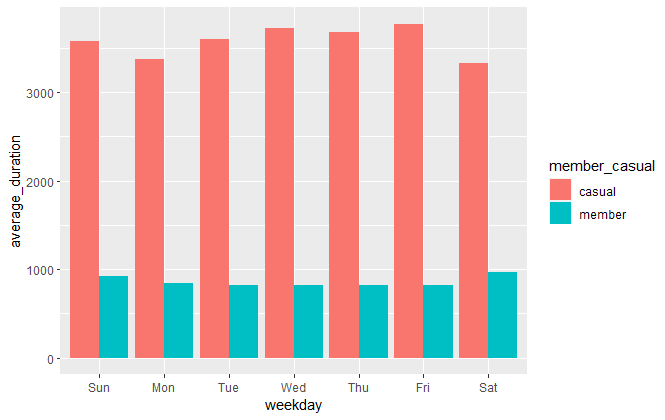 average_duration
3000
2000
1000
0
Sun Mon Tue Wed Thu Fri Sat
weekday
member_casual
casual
member